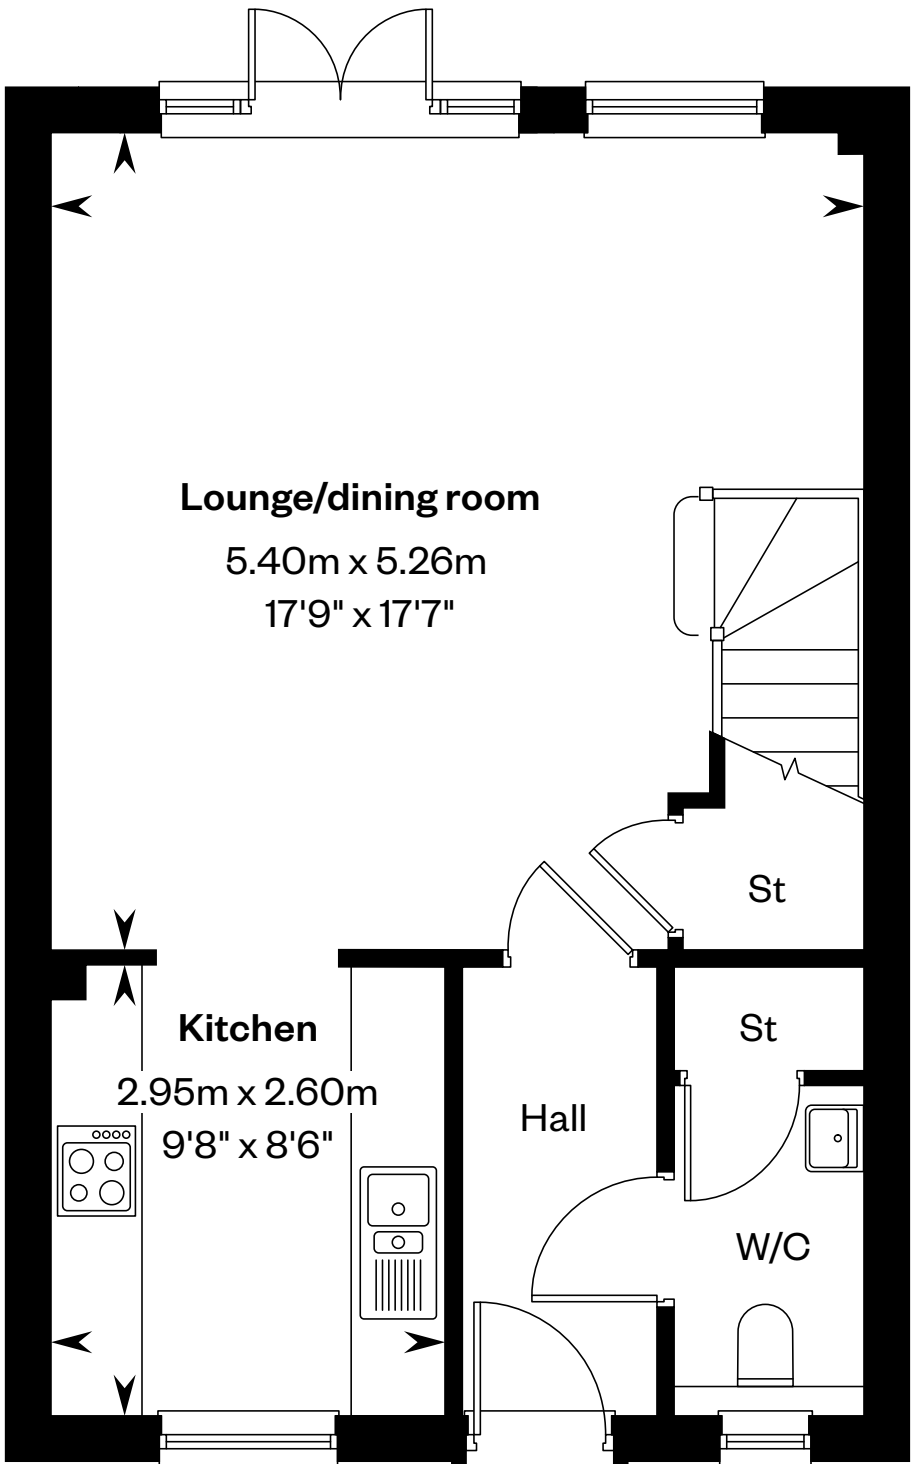 Lounge/dining room
5.40m x 5.26m
17'9" x 17'7"
St
Kitchen
2.95m x 2.60m
9'8" x 8'6"
St
Hall
W/C